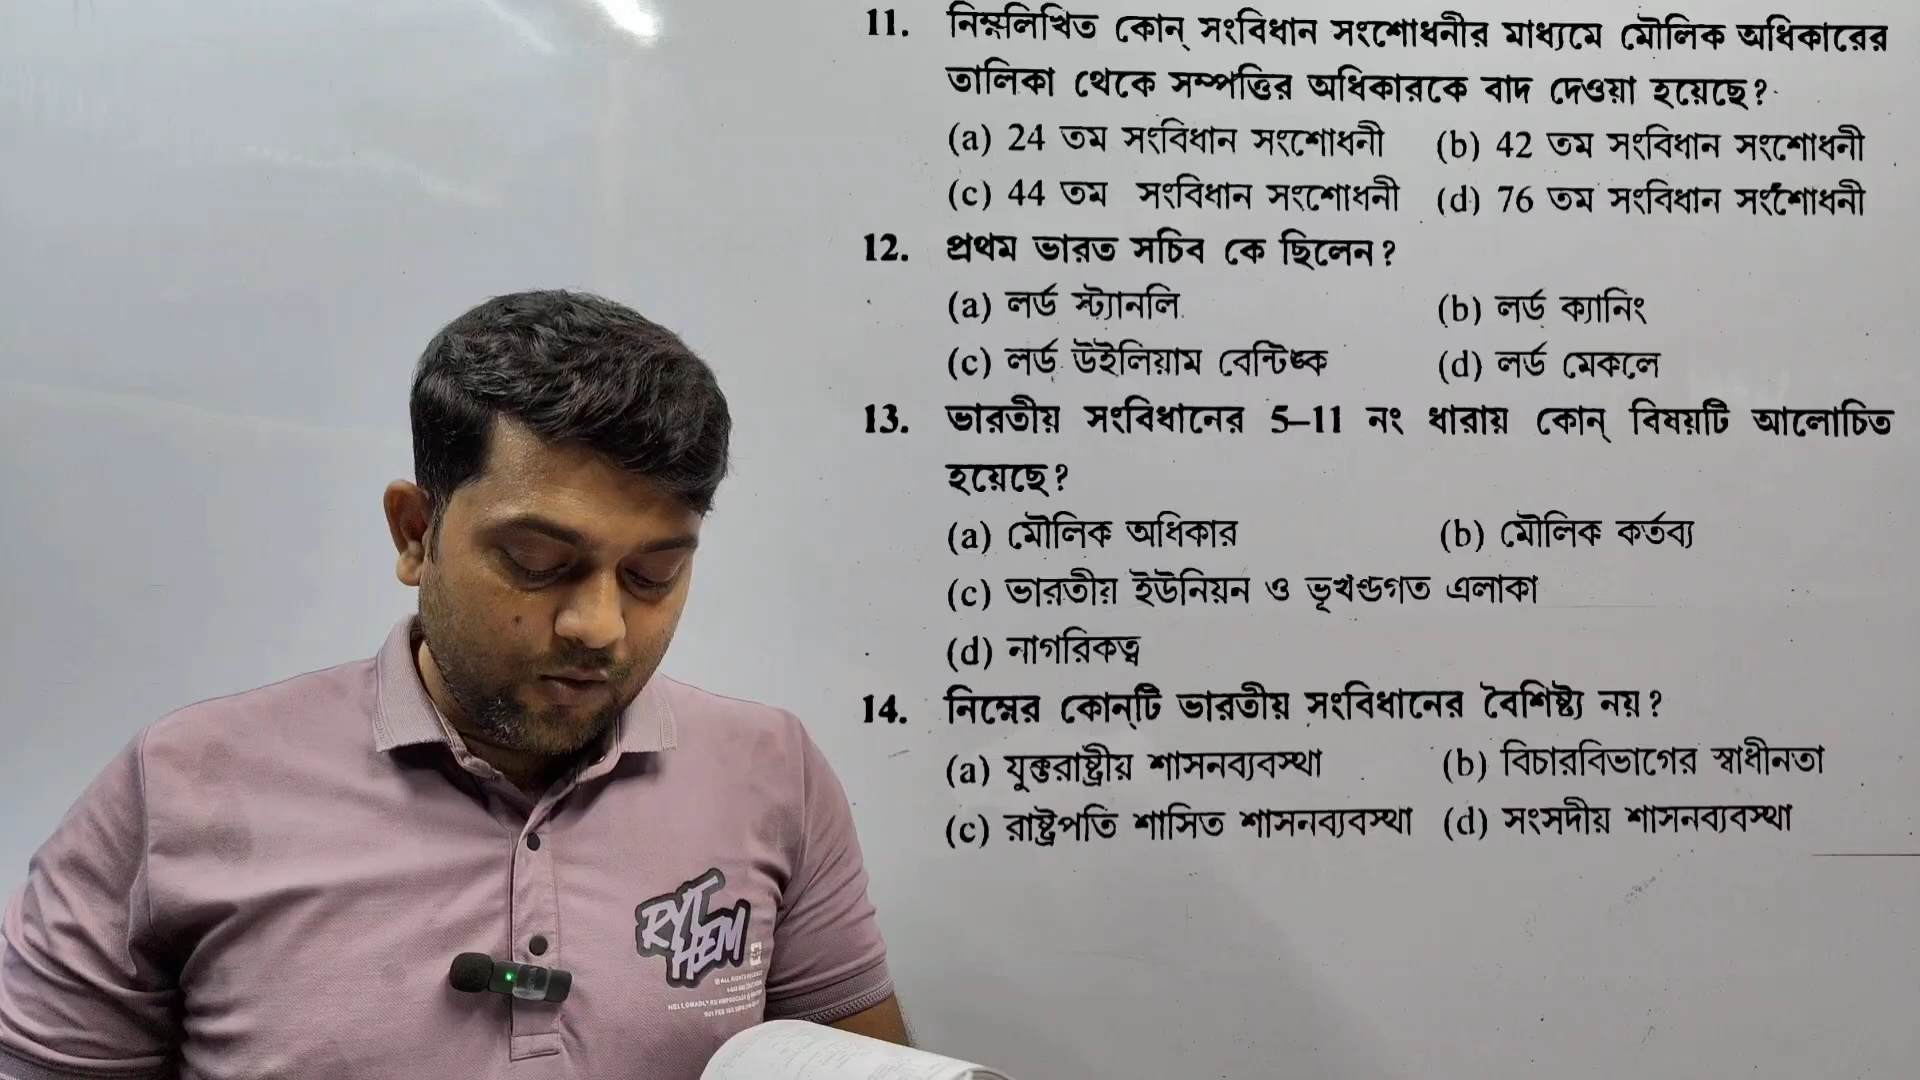 11. নিম্নলিখিত কোন্ সংবিধান সংশোধনীর মাধ্যমে মৌলিক অধিকারের
তালিকা থেকে সম্পত্তির অধিকারকে বাদ দেওয়া হয়েছে?
(a) 24 তম সংবিধান সংশোধনী (b) 42 তম সংবিধান সংশোধনী
(c) 44 তম সংবিধান সংশোধনী (d) 76 তম সংবিধান সংশোধনী
12. প্রথম ভারত সচিব কে ছিলেন?
(a) লর্ড স্ট্যানলি (b) লর্ড ক্যানিং
(c) লর্ড উইলিয়াম বেন্টিঙ্ক (d) লর্ড মেকলে
13. ভারতীয় সংবিধানের 5–11 নং ধারায় কোন্ বিষয়টি আলোচিত
হয়েছে?
(a) মৌলিক অধিকার (b) মৌলিক কর্তব্য
(c) ভারতীয় ইউনিয়ন ও ভূখণ্ডগত এলাকা
(d) নাগরিকত্ব
14. নিম্নের কোন্‌টি ভারতীয় সংবিধানের বৈশিষ্ট্য নয়?
(a) যুক্তরাষ্ট্রীয় শাসনব্যবস্থা (b) বিচারবিভাগের স্বাধীনতা
(c) রাষ্ট্রপতি শাসিত শাসনব্যবস্থা (d) সংসদীয় শাসনব্যবস্থা
RYT
HEM